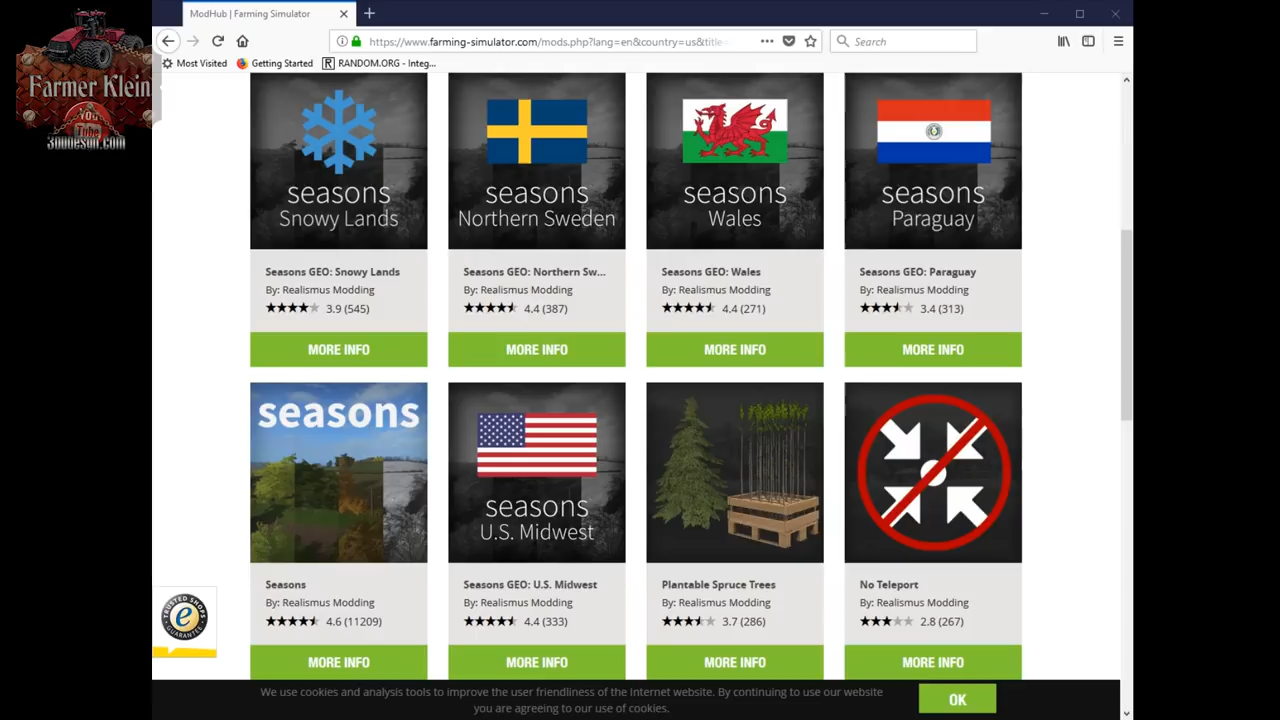 ModHub | Farming Simulator
https://www.farming-simulator.com/mods.php?lang=en&country=us&title=
Search
Most Visited
Getting Started
RANDOM.ORG - Integ...
Farmer Klein
You
Tube
seasons
Snowy Lands
seasons
Northern Sweden
seasons
Wales
seasons
Paraguay
Seasons GEO: Snowy Lands
By: Realismus Modding
3.9 (545)
MORE INFO
Seasons GEO: Northern Sw...
By: Realismus Modding
4.4 (387)
MORE INFO
Seasons GEO: Wales
By: Realismus Modding
4.4 (271)
MORE INFO
Seasons GEO: Paraguay
By: Realismus Modding
3.4 (313)
MORE INFO
seasons
seasons
U.S. Midwest
Seasons
By: Realismus Modding
4.6 (11209)
MORE INFO
Seasons GEO: U.S. Midwest
By: Realismus Modding
4.4 (333)
MORE INFO
Plantable Spruce Trees
By: Realismus Modding
3.7 (286)
MORE INFO
No Teleport
By: Realismus Modding
2.8 (267)
MORE INFO
TRUSTED SHOPS
GUARANTEE
We use cookies and analysis tools to improve the user friendliness of the Internet website. By continuing to use our website
you are agreeing to our use of cookies.
OK